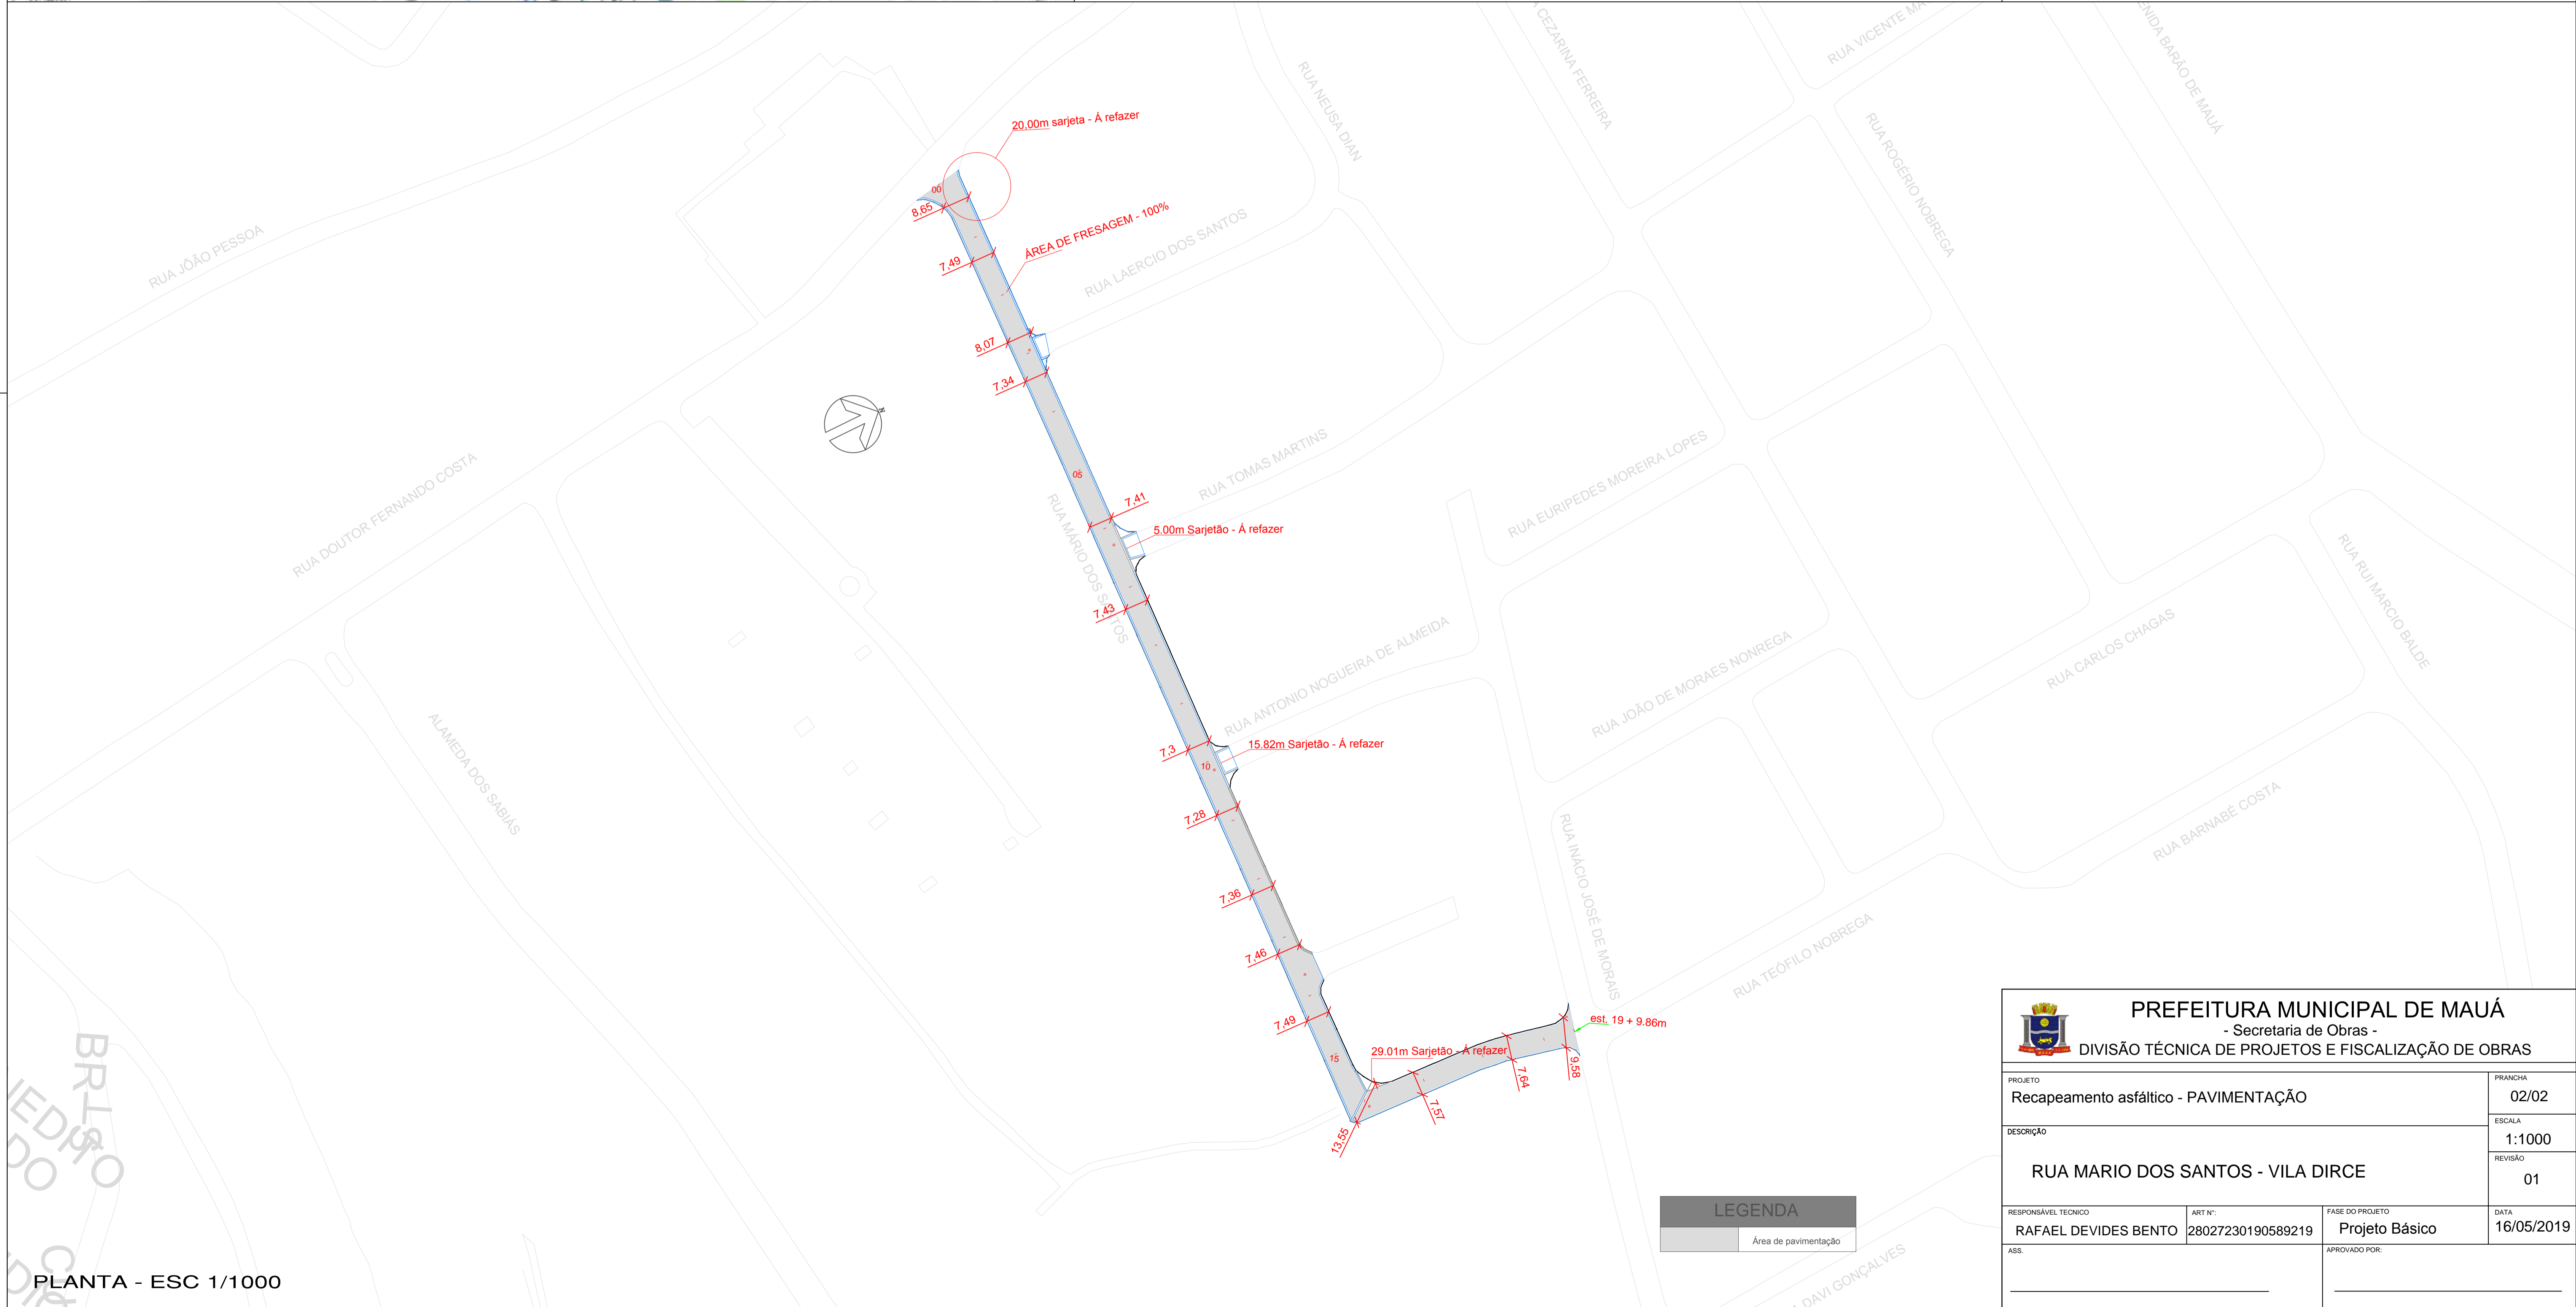 20.00m sarjeta - Á refazer
ÁREA DE FRESAGEM - 100%
00
8,65
7,49
8,07
7,34
05
7,41
5.00m Sarjetão - Á refazer
7,43
7,3
15.82m Sarjetão - Á refazer
10
7,28
7,36
7,46
7,49
15
29.01m Sarjetão - Á refazer
13,55
7,57
7,64
9,58
est. 19 + 9.86m
N
RUA JÕÃO PESSOA
RUA DOUTOR FERNANDO COSTA
ALAMEDA DOS SABIÁS
RUA MÁRIO DOS SANTOS
RUA NEUSA DIAN
RUA LAERCIO DOS SANTOS
RUA TOMAS MARTINS
RUA ANTONIO NOGUEIRA DE ALMEIDA
RUA EURIPEDES MOREIRA LOPES
RUA JOÃO DE MORAES NONREGA
RUA INÁCIO JOSÉ DE MORAIS
RUA TEÓFILO NOBREGA
CEZARINA FERREIRA
RUA VICENTE
RUA ROGÉRIO NOBREGA
BARÃO DE MAUÁ
RUA RUI MARCIO BALDE
RUA CARLOS CHAGAS
RUA BARNABÉ COSTA
DAVI GONÇALVES
LEGENDA
Área de pavimentação
PLANTA - ESC 1/1000
PREFEITURA MUNICIPAL DE MAUÁ
- Secretaria de Obras -
DIVISÃO TÉCNICA DE PROJETOS E FISCALIZAÇÃO DE OBRAS
PROJETO
Recapeamento asfáltico - PAVIMENTAÇÃO
PRANCHA
02/02
ESCALA
1:1000
DESCRIÇÃO
RUA MARIO DOS SANTOS - VILA DIRCE
REVISÃO
01
RESPONSÁVEL TECNICO
RAFAEL DEVIDES BENTO
ART N°:
28027230190589219
FASE DO PROJETO
Projeto Básico
DATA
16/05/2019
ASS.
APROVADO POR: